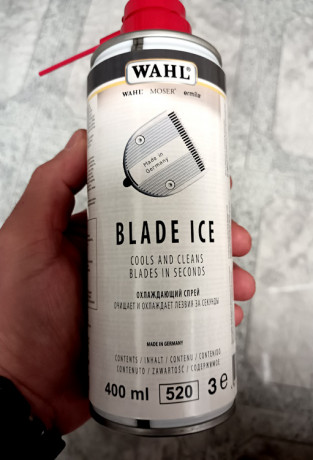 WAHL
WAHL MOSER ermila
Made in
Germany
BLADE ICE
COOLS AND CLEANS
BLADES IN SECONDS
ОХЛАЖДАЮЩИЙ СПРЕЙ
ОЧИЩАЕТ И ОХЛАЖДАЕТ ЛЕЗВИЯ ЗА СЕКУНДЫ
MADE IN GERMANY
CONTENTS / INHALT / CONTENU / CONTENIDO
CONTENUTO / ZAWARTOŚĆ / СОДЕРЖИМОЕ
400 ml 520 3 e